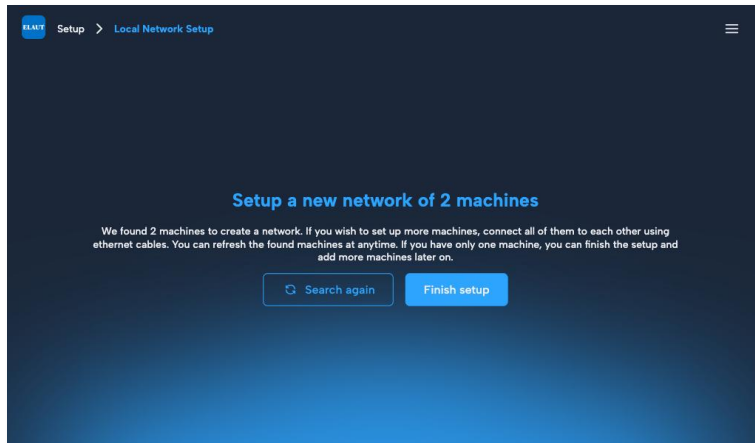 ELAUT
Setup > Local Network Setup
Setup a new network of 2 machines
We found 2 machines to create a network. If you wish to set up more machines, connect all of them to each other using
ethernet cables. You can refresh the found machines at anytime. If you have only one machine, you can finish the setup and
add more machines later on.
Search again
Finish setup